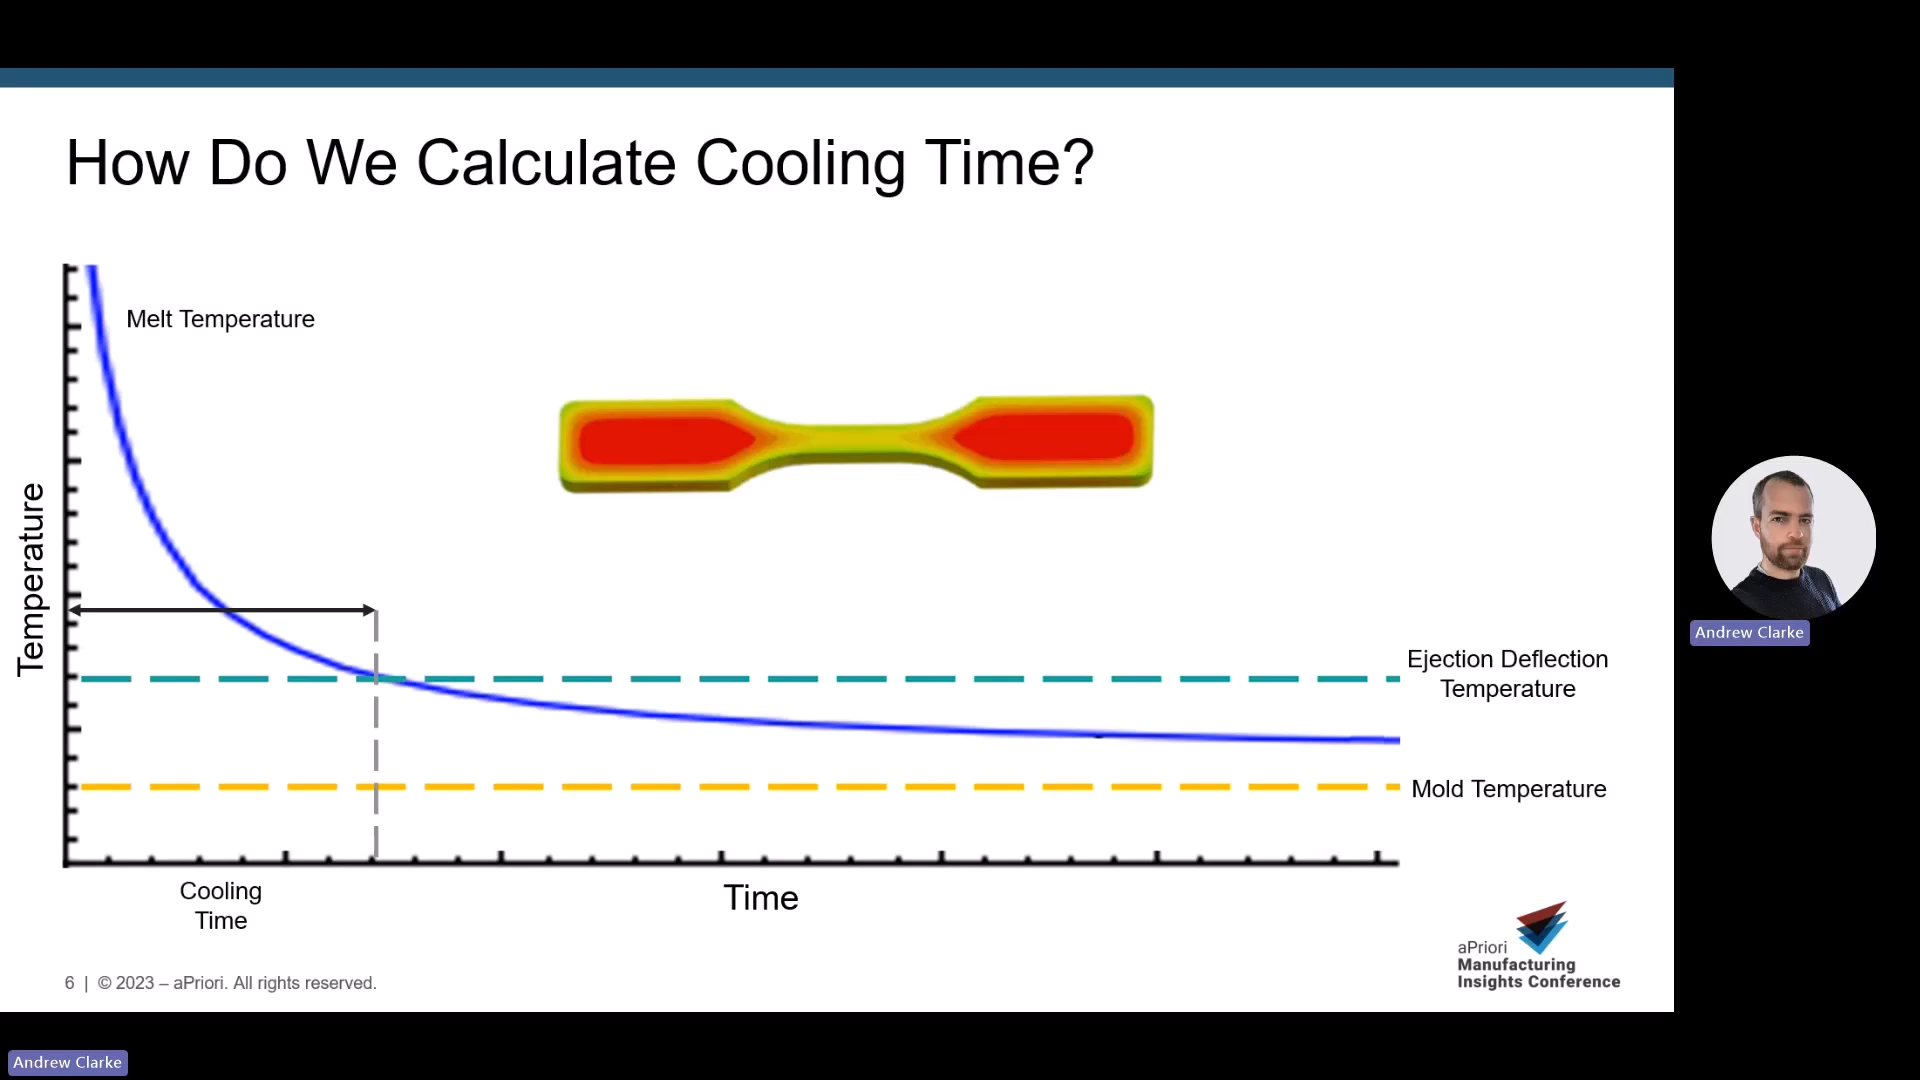 How Do We Calculate Cooling Time?
Melt Temperature
Temperature
Ejection Deflection
Temperature
Mold Temperature
Cooling
Time
Time
6 | © 2023 – aPriori. All rights reserved.
aPriori
Manufacturing
Insights Conference
Andrew Clarke
Andrew Clarke